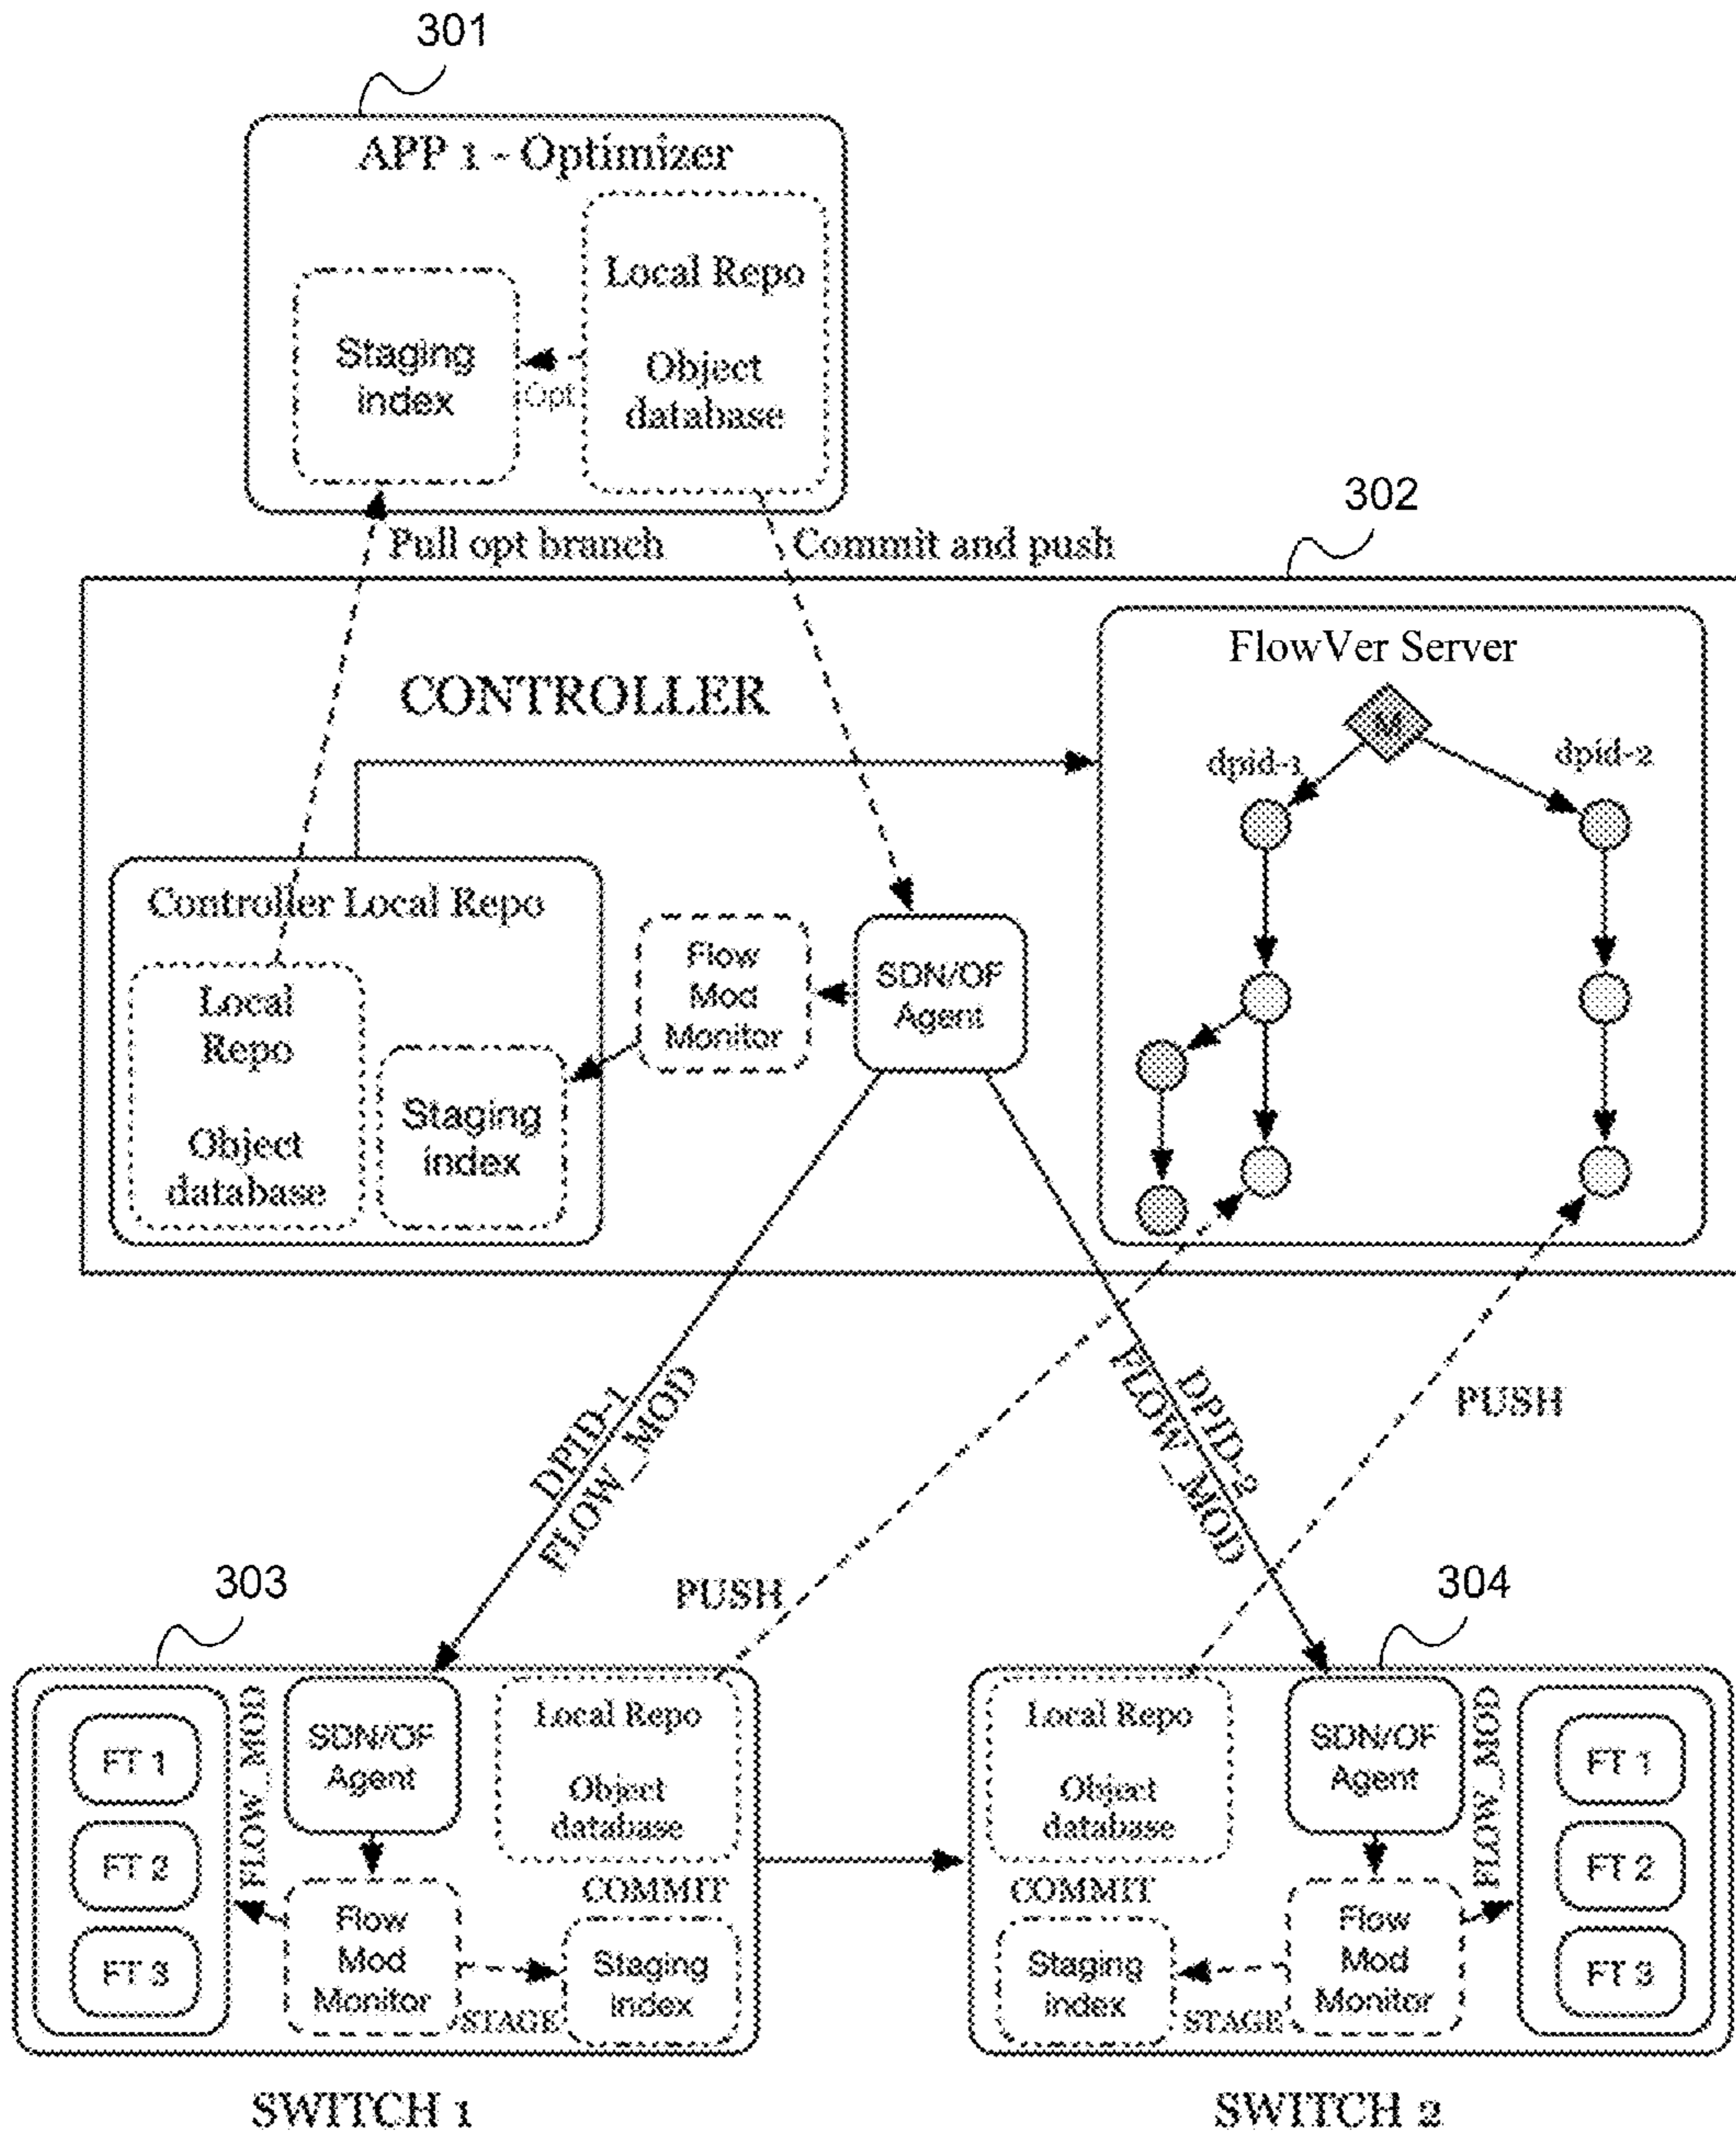 301
APP 1 - Optimizer
Local Repo
Object
database
Staging
index
Opt
Pull opt branch
Commit and push
302
CONTROLLER
FlowVer Server
M
dpid-1
dpid-2
Controller Local Repo
Local
Repo
Object
database
Staging
index
Flow
Mod
Monitor
SDN/OF
Agent
DPID-1
FLOW_MOD
DPID-2
FLOW_MOD
PUSH
PUSH
303
304
FT 1
FT 2
FT 3
FLOW_MOD
SDN/OF
Agent
Local Repo
Object
database
COMMIT
Flow
Mod
Monitor
STAGE
Staging
index
Local Repo
Object
database
COMMIT
Staging
index
STAGE
SDN/OF
Agent
Flow
Mod
Monitor
FLOW_MOD
FT 1
FT 2
FT 3
SWITCH 1
SWITCH 2